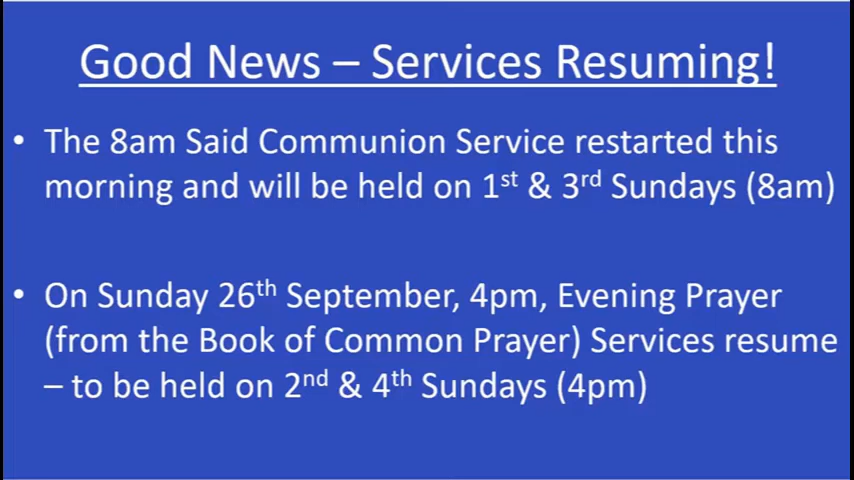 Good News – Services Resuming!
• The 8am Said Communion Service restarted this
morning and will be held on 1st & 3rd Sundays (8am)
• On Sunday 26th September, 4pm, Evening Prayer
(from the Book of Common Prayer) Services resume
– to be held on 2nd & 4th Sundays (4pm)